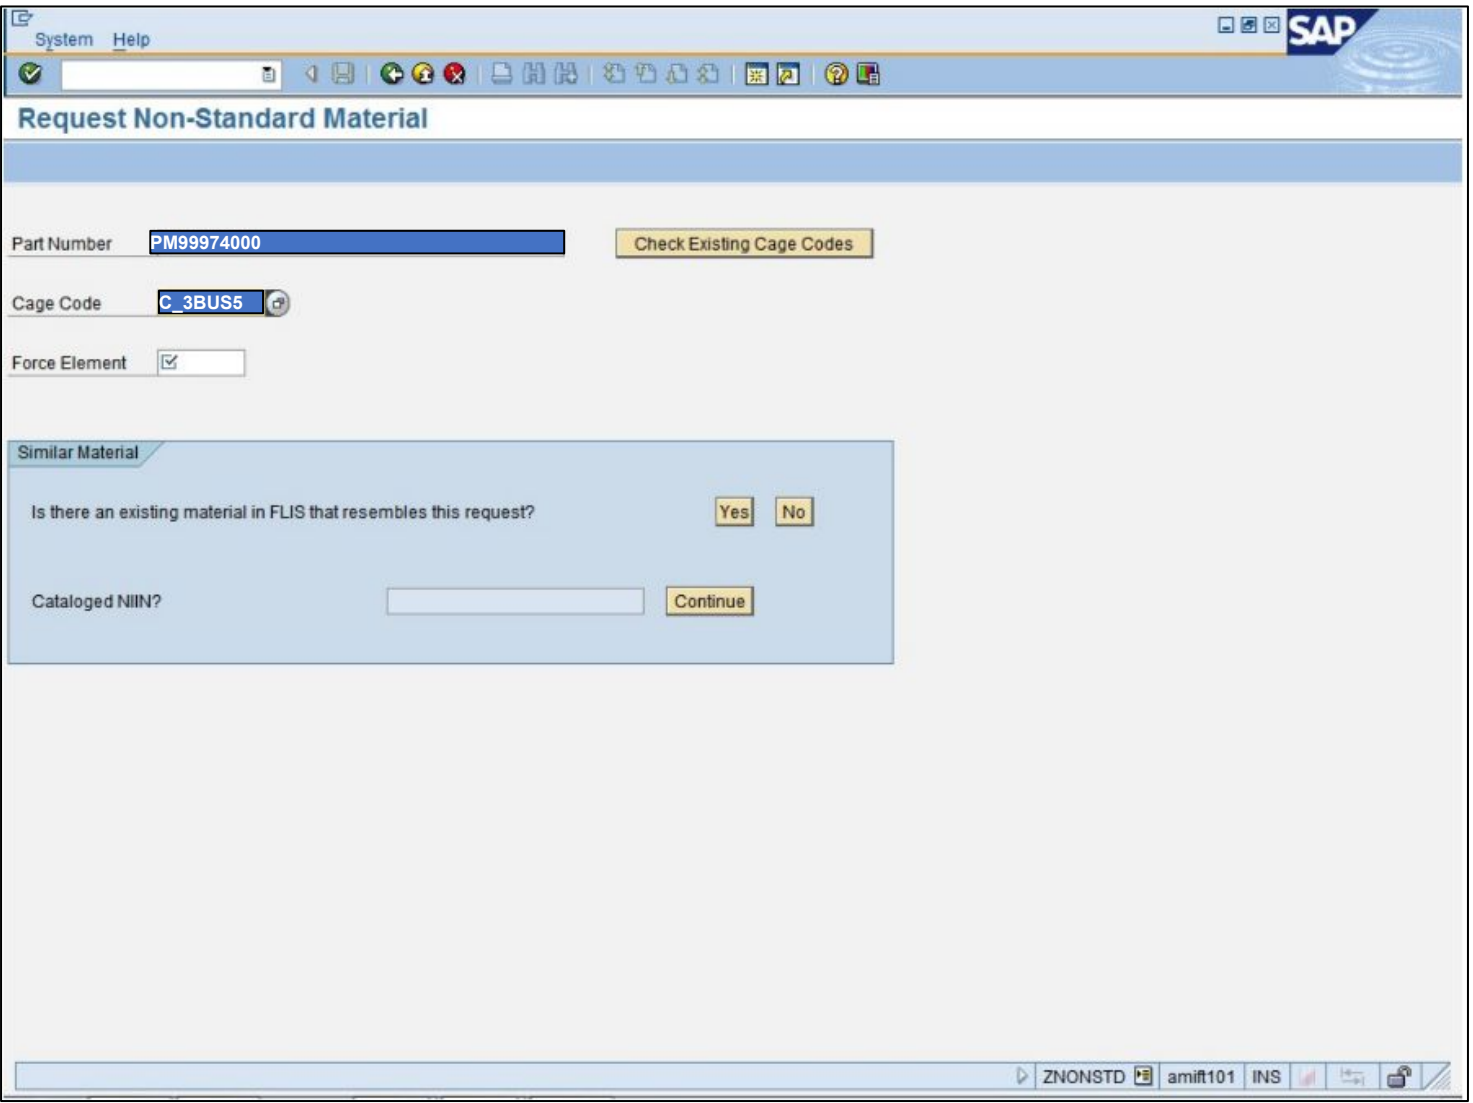 System Help
SAP
Request Non-Standard Material
Part Number PM99974000 Check Existing Cage Codes
Cage Code C_3BUS5
Force Element
Similar Material
Is there an existing material in FLIS that resembles this request? Yes No
Cataloged NIIN? Continue
ZNONSTD amift101 INS